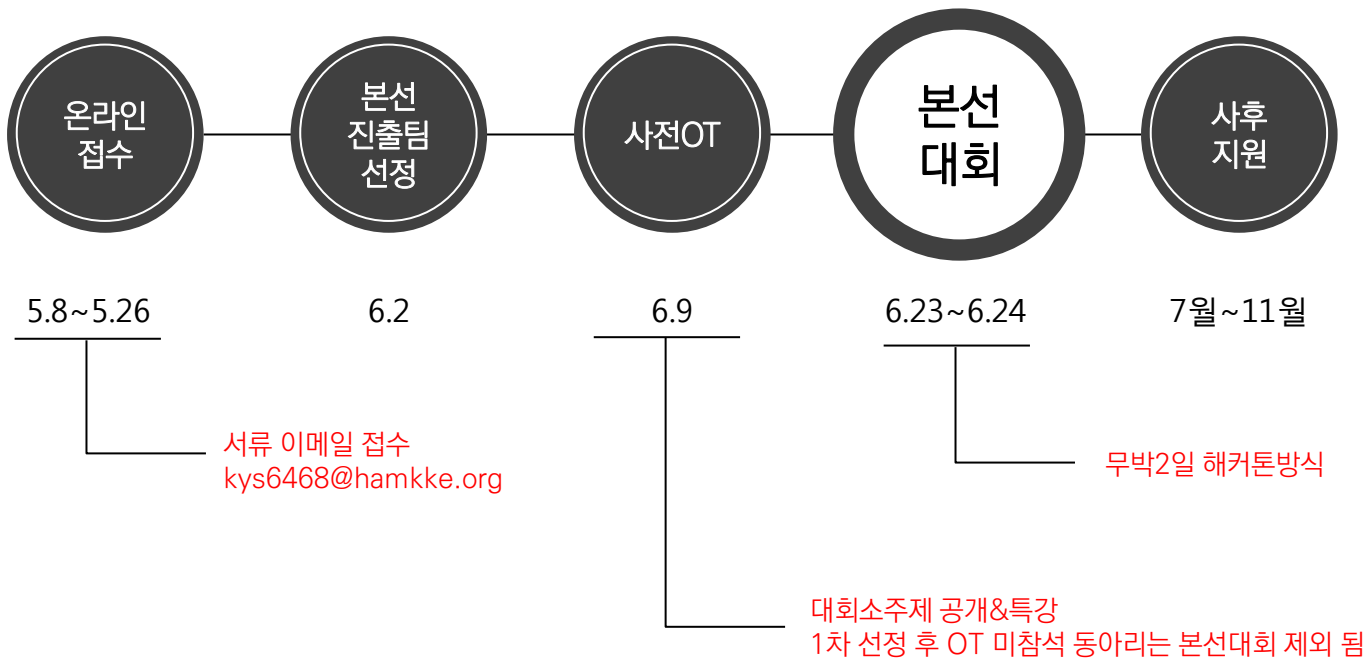 온라인
접수
본선
진출팀
선정
사전OT
본선
대회
사후
지원
5.8~5.26
6.2
6.9
6.23~6.24
7월~11월
서류 이메일 접수
kys6468@hamkke.org
무박2일 해커톤방식
대회소주제 공개&특강
1차 선정 후 OT 미참석 동아리는 본선대회 제외 됨